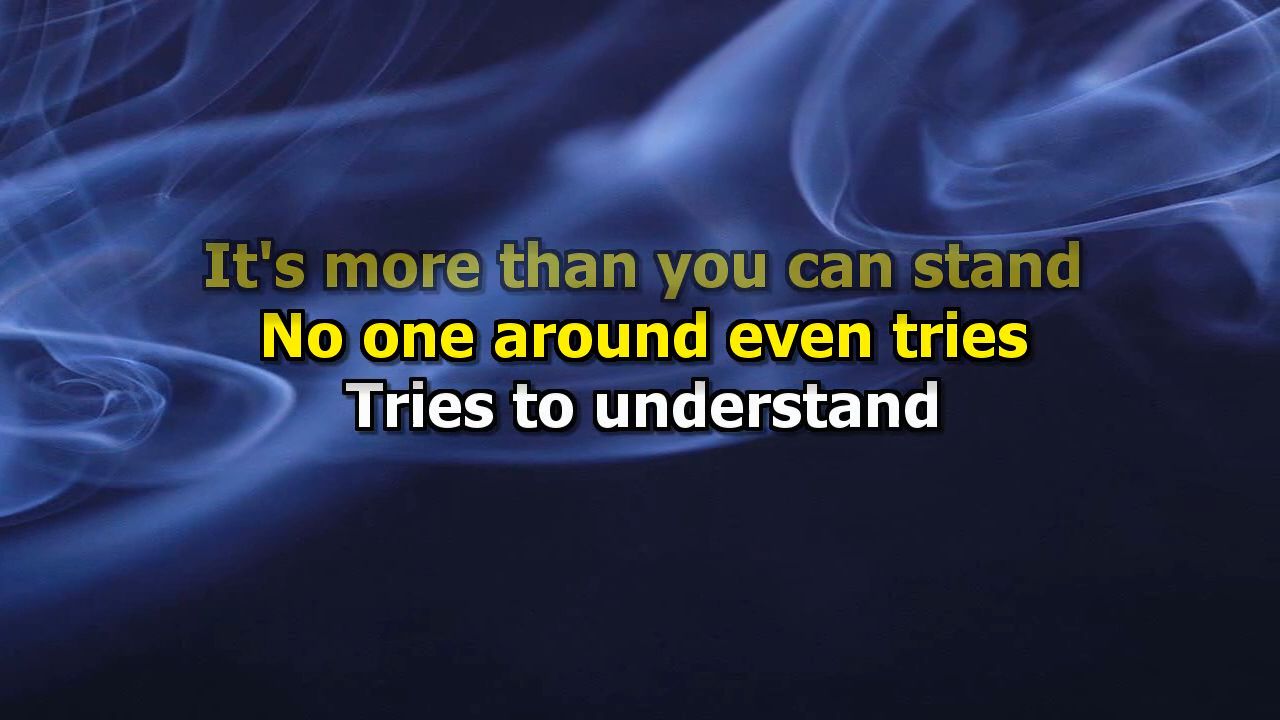 It's more than you can stand
No one around even tries
Tries to understand